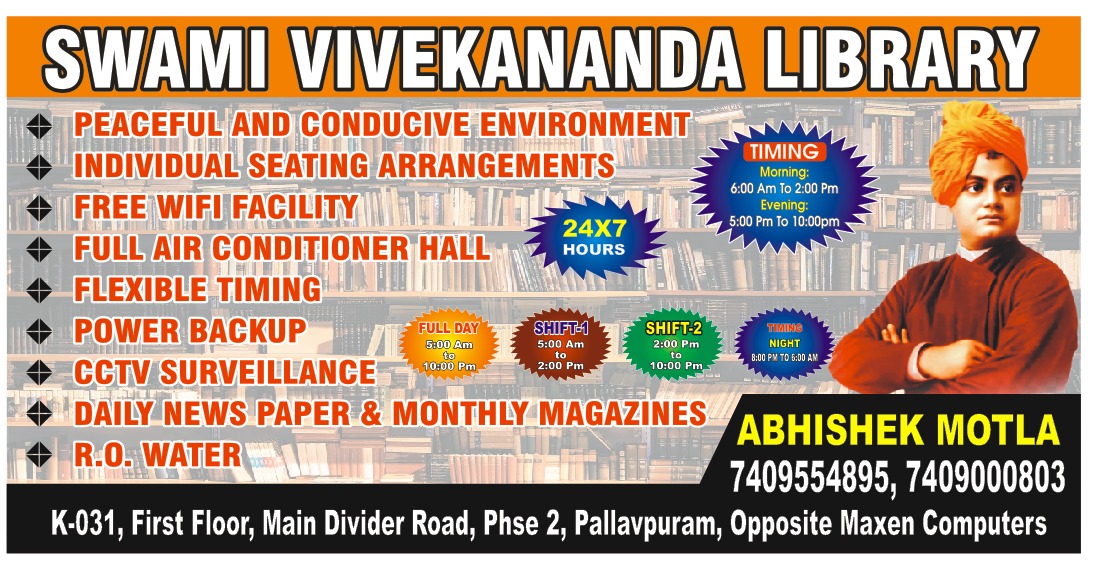 SWAMI VIVEKANANDA LIBRARY
PEACEFUL AND CONDUCIVE ENVIRONMENT
INDIVIDUAL SEATING ARRANGEMENTS
FREE WIFI FACILITY
FULL AIR CONDITIONER HALL
FLEXIBLE TIMING
POWER BACKUP
CCTV SURVEILLANCE
DAILY NEWS PAPER & MONTHLY MAGAZINES
R.O. WATER
TIMING
Morning:
6:00 Am To 2:00 Pm
Evening:
5:00 Pm To 10:00pm
24X7
HOURS
FULL DAY
5:00 Am
to
10:00 Pm
SHIFT-1
5:00 Am
to
2:00 Pm
SHIFT-2
2:00 Pm
to
10:00 Pm
TIMING
NIGHT
8:00 PM TO 6:00 AM
ABHISHEK MOTLA
7409554895, 7409000803
K-031, First Floor, Main Divider Road, Phse 2, Pallavpuram, Opposite Maxen Computers